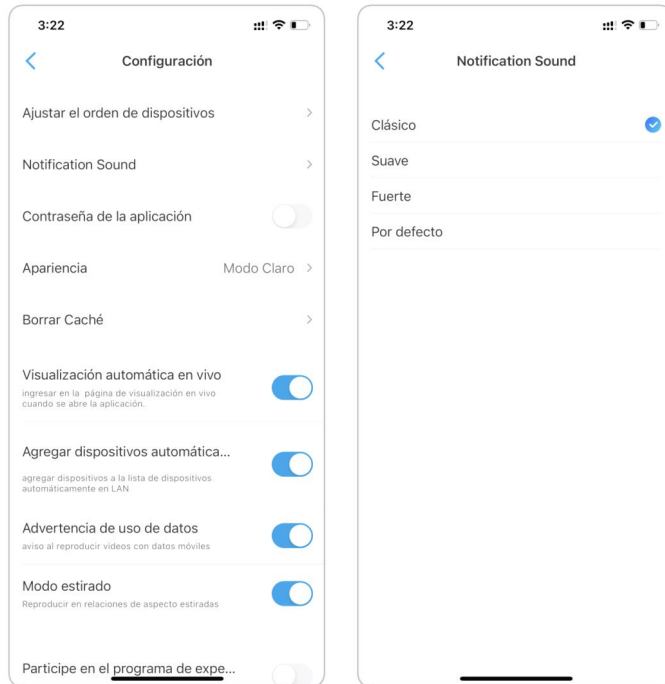 3:22
Configuración
Ajustar el orden de dispositivos
Notification Sound
Contraseña de la aplicación
Apariencia Modo Claro
Borrar Caché
Visualización automática en vivo
ingresar en la página de visualización en vivo
cuando se abre la aplicación.
Agregar dispositivos automática...
agregar dispositivos a la lista de dispositivos
automáticamente en LAN
Advertencia de uso de datos
aviso al reproducir videos con datos móviles
Modo estirado
Reproducir en relaciones de aspecto estiradas
Participe en el programa de expe...
3:22
Notification Sound
Clásico
Suave
Fuerte
Por defecto